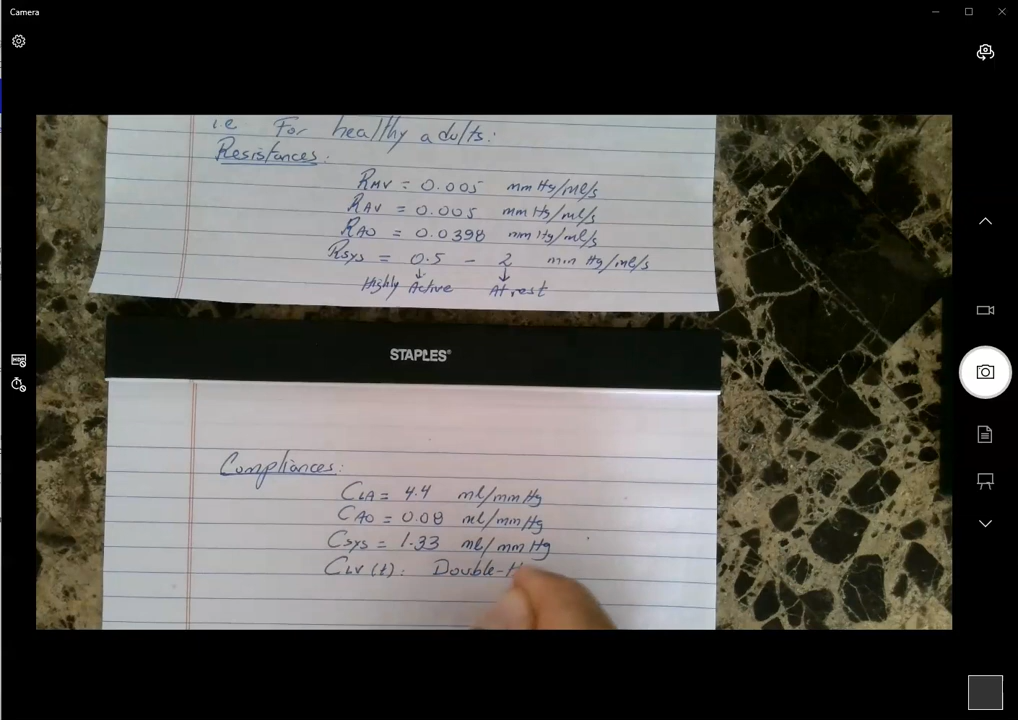 Camera
i.e For healthy adults:
Resistances:
RMV = 0.005 mmHg/ml/s
RAV = 0.005 mmHg/ml/s
RAO = 0.0398 mmHg/ml/s
RSYS = 0.5 - 2 mmHg/ml/s
Highly Active At rest
STAPLES®
Compliances:
CLA = 4.4 ml/mmHg
CAO = 0.08 ml/mmHg
CSYS = 1.33 ml/mmHg
CLV(t): Double-H